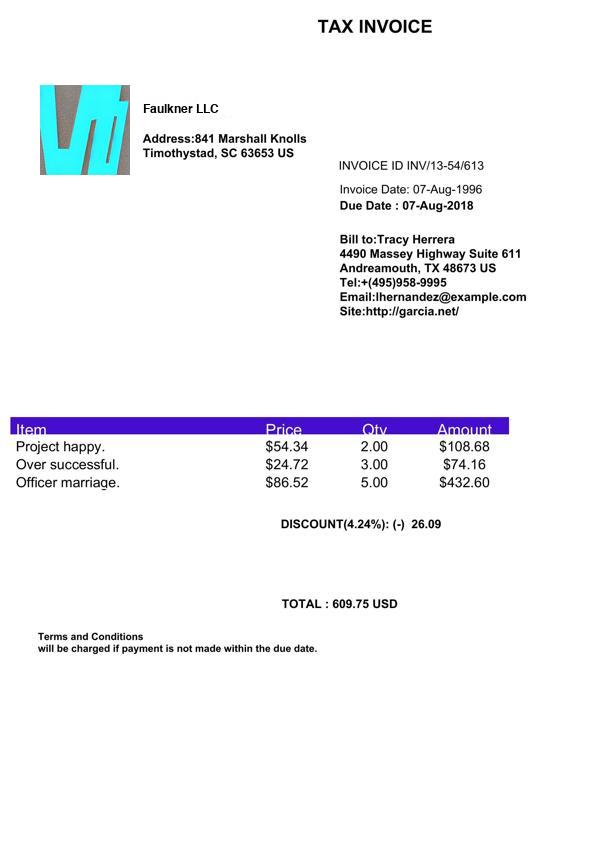 TAX INVOICE
Faulkner LLC
Address:841 Marshall Knolls
Timothystad, SC 63653 US
INVOICE ID INV/13-54/613
Invoice Date: 07-Aug-1996
Due Date : 07-Aug-2018
Bill to:Tracy Herrera
4490 Massey Highway Suite 611
Andreamouth, TX 48673 US
Tel:+(495)958-9995
Email:lhernandez@example.com
Site:http://garcia.net/
Item Price Qty Amount
Project happy. $54.34 2.00 $108.68
Over successful. $24.72 3.00 $74.16
Officer marriage. $86.52 5.00 $432.60
DISCOUNT(4.24%): (-) 26.09
TOTAL : 609.75 USD
Terms and Conditions
will be charged if payment is not made within the due date.